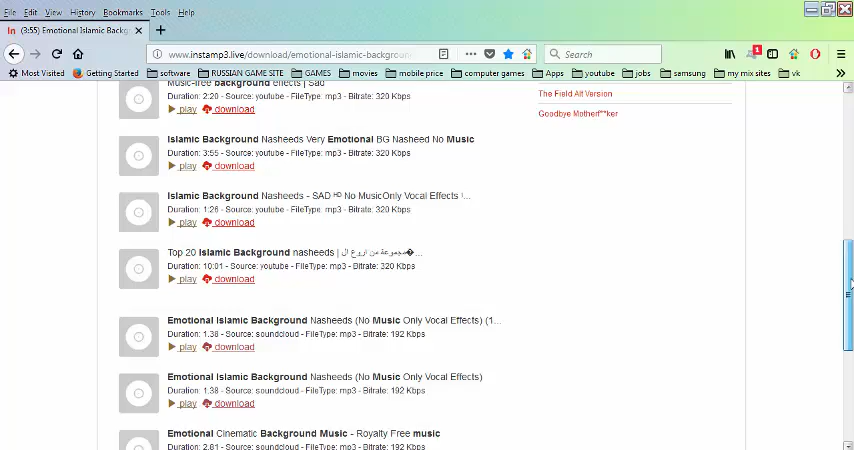 File Edit View History Bookmarks Tools Help
(3:55) Emotional Islamic Backg
www.instamp3.live/download/emotional-islamic-backgroun
Search
1
Most Visited Getting Started software RUSSIAN GAME SITE GAMES movies mobile price computer games Apps youtube jobs samsung my mix sites vk
Music-free background effects | Sad
Duration: 2:20 - Source: youtube - FileType: mp3 - Bitrate: 320 Kbps
play download
The Field Alt Version
Goodbye Motherf**ker
Islamic Background Nasheeds Very Emotional BG Nasheed No Music
Duration: 3:55 - Source: youtube - FileType: mp3 - Bitrate: 320 Kbps
play download
Islamic Background Nasheeds - SAD HD No MusicOnly Vocal Effects ...
Duration: 1:26 - Source: youtube - FileType: mp3 - Bitrate: 320 Kbps
play download
Top 20 Islamic Background nasheeds | مجموعة من اروع ال�...
Duration: 10:01 - Source: youtube - FileType: mp3 - Bitrate: 320 Kbps
play download
Emotional Islamic Background Nasheeds (No Music Only Vocal Effects) (1...
Duration: 1.38 - Source: soundcloud - FileType: mp3 - Bitrate: 192 Kbps
play download
Emotional Islamic Background Nasheeds (No Music Only Vocal Effects)
Duration: 1.38 - Source: soundcloud - FileType: mp3 - Bitrate: 192 Kbps
play download
Emotional Cinematic Background Music - Royalty Free music
Duration: 2.81 - Source: soundcloud - FileType: mp3 - Bitrate: 192 Kbps